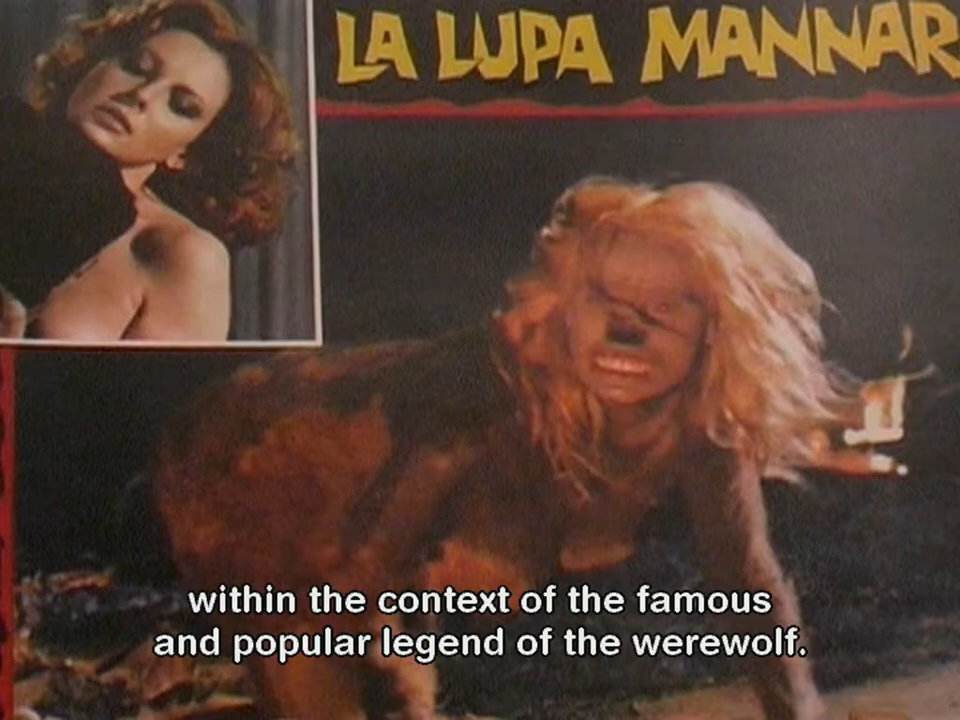 LA LUPA MANNAR
within the context of the famous
and popular legend of the werewolf.